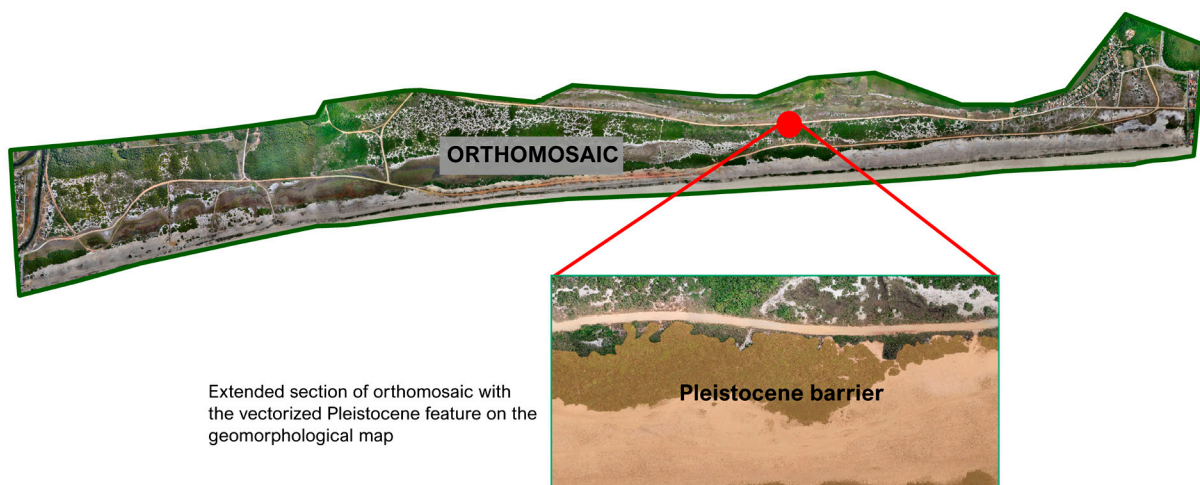 ORTHOMOSAIC
Pleistocene barrier
Extended section of orthomosaic with
the vectorized Pleistocene feature on the
geomorphological map